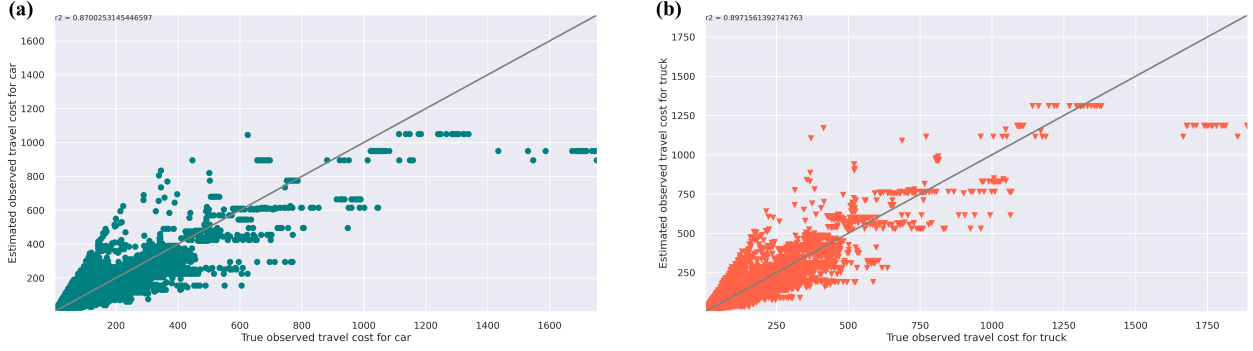 (a)
r2 = 0.8700253145446597
Estimated observed travel cost for car
1600
1400
1200
1000
800
600
400
200
200 400 600 800 1000 1200 1400 1600
True observed travel cost for car
(b)
r2 = 0.8971561392741763
Estimated observed travel cost for truck
1750
1500
1250
1000
750
500
250
250 500 750 1000 1250 1500 1750
True observed travel cost for truck